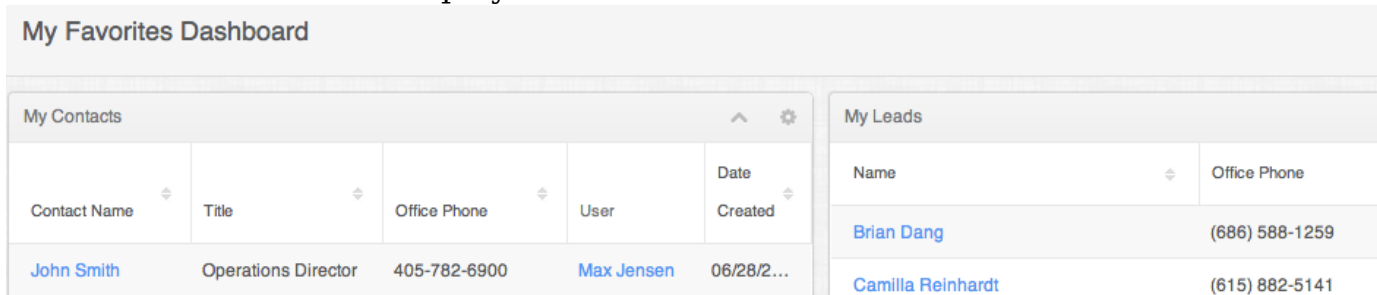 My Favorites Dashboard
My Contacts
Contact Name Title Office Phone User Date Created
John Smith Operations Director 405-782-6900 Max Jensen 06/28/2...
My Leads
Name Office Phone
Brian Dang (686) 588-1259
Camilla Reinhardt (615) 882-5141